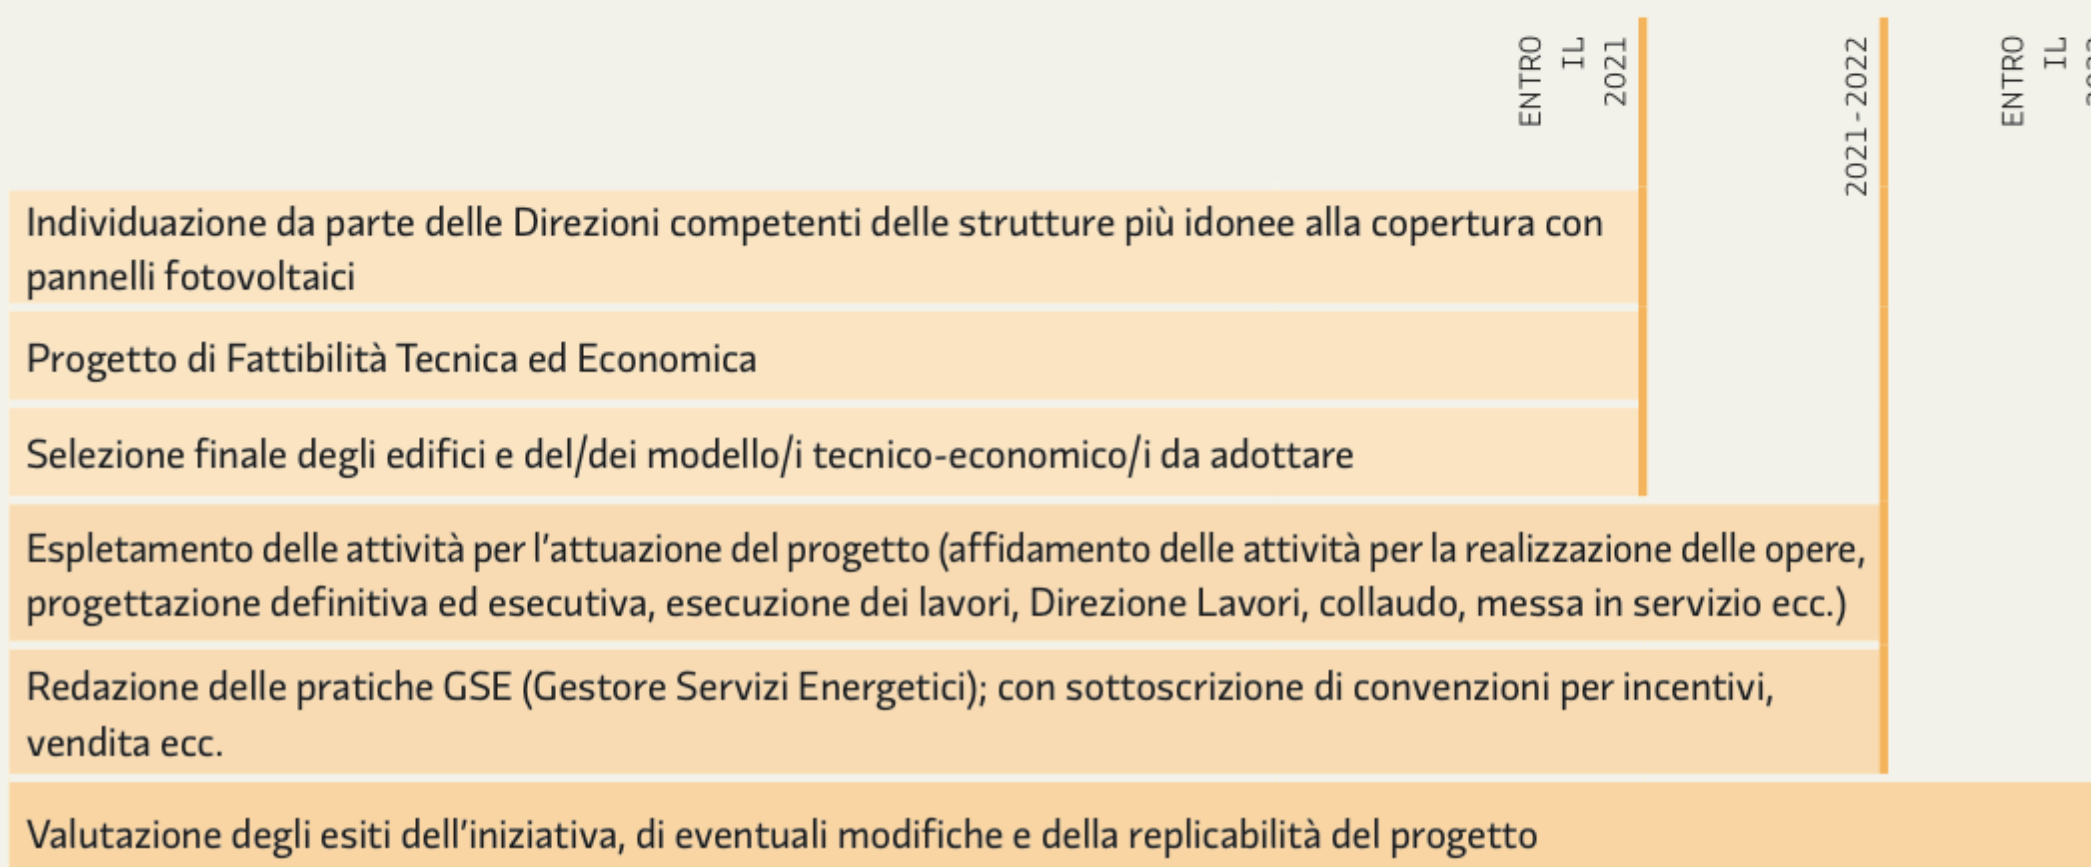 ENTRO
IL
2021
2021-2022
ENTRO
IL
Individuazione da parte delle Direzioni competenti delle strutture più idonee alla copertura con
pannelli fotovoltaici
Progetto di Fattibilità Tecnica ed Economica
Selezione finale degli edifici e del/dei modello/i tecnico-economico/i da adottare
Espletamento delle attività per l'attuazione del progetto (affidamento delle attività per la realizzazione delle opere,
progettazione definitiva ed esecutiva, esecuzione dei lavori, Direzione Lavori, collaudo, messa in servizio ecc.)
Redazione delle pratiche GSE (Gestore Servizi Energetici); con sottoscrizione di convenzioni per incentivi,
vendita ecc.
Valutazione degli esiti dell'iniziativa, di eventuali modifiche e della replicabilità del progetto